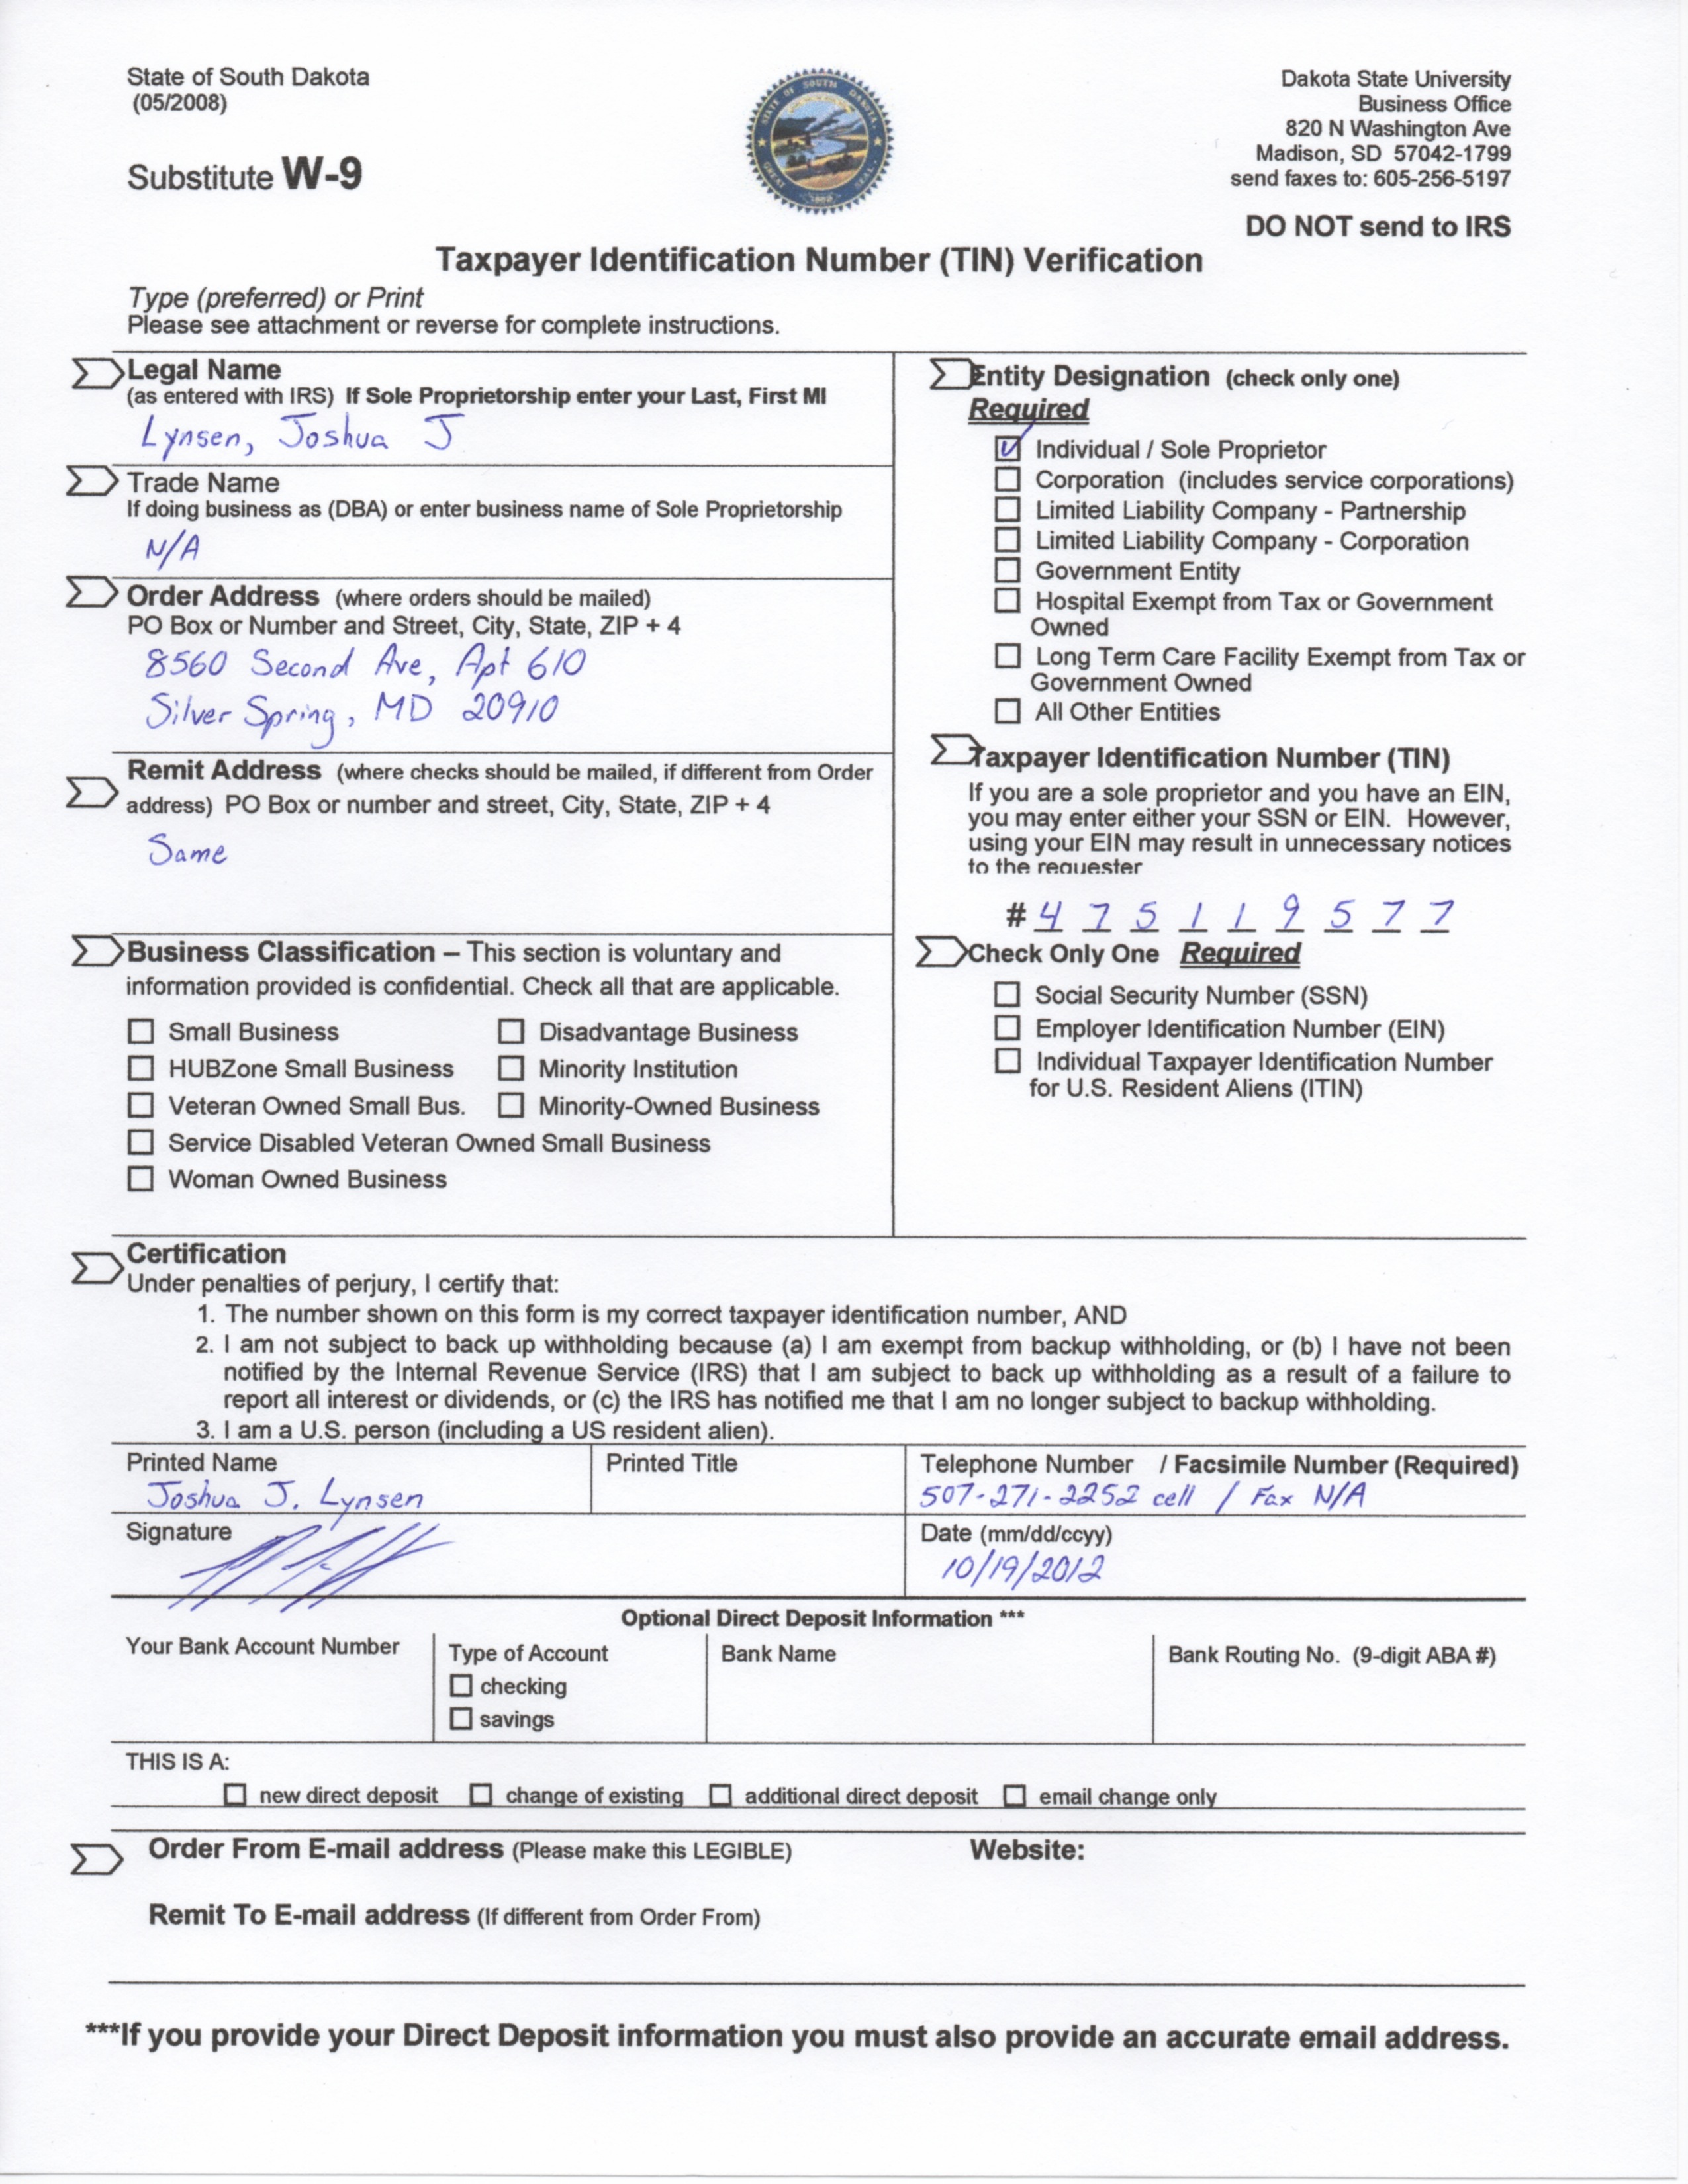 State of South Dakota
(05/2008)
Substitute W-9
STATE OF SOUTH DAKOTA
GREAT SEAL
1889
Dakota State University
Business Office
820 N Washington Ave
Madison, SD 57042-1799
send faxes to: 605-256-5197
DO NOT send to IRS
Taxpayer Identification Number (TIN) Verification
Type (preferred) or Print
Please see attachment or reverse for complete instructions.
Legal Name
(as entered with IRS) If Sole Proprietorship enter your Last, First MI
Lynsen, Joshua J
Trade Name
If doing business as (DBA) or enter business name of Sole Proprietorship
N/A
Order Address (where orders should be mailed)
PO Box or Number and Street, City, State, ZIP + 4
8560 Second Ave, Apt 610
Silver Spring, MD 20910
Remit Address (where checks should be mailed, if different from Order
address) PO Box or number and street, City, State, ZIP + 4
Same
Business Classification – This section is voluntary and
information provided is confidential. Check all that are applicable.
Small Business
Disadvantage Business
HUBZone Small Business
Minority Institution
Veteran Owned Small Bus.
Minority-Owned Business
Service Disabled Veteran Owned Small Business
Woman Owned Business
Entity Designation (check only one)
Required
Individual / Sole Proprietor
Corporation (includes service corporations)
Limited Liability Company - Partnership
Limited Liability Company - Corporation
Government Entity
Hospital Exempt from Tax or Government
Owned
Long Term Care Facility Exempt from Tax or
Government Owned
All Other Entities
Taxpayer Identification Number (TIN)
If you are a sole proprietor and you have an EIN,
you may enter either your SSN or EIN. However,
using your EIN may result in unnecessary notices
to the requester
# 4 7 5 1 1 9 5 7 7
Check Only One Required
Social Security Number (SSN)
Employer Identification Number (EIN)
Individual Taxpayer Identification Number
for U.S. Resident Aliens (ITIN)
Certification
Under penalties of perjury, I certify that:
1. The number shown on this form is my correct taxpayer identification number, AND
2. I am not subject to back up withholding because (a) I am exempt from backup withholding, or (b) I have not been
notified by the Internal Revenue Service (IRS) that I am subject to back up withholding as a result of a failure to
report all interest or dividends, or (c) the IRS has notified me that I am no longer subject to backup withholding.
3. I am a U.S. person (including a US resident alien).
Printed Name
Joshua J. Lynsen
Printed Title
Telephone Number / Facsimile Number (Required)
507-271-2252 cell / Fax N/A
Signature
Date (mm/dd/ccyy)
10/19/2012
Optional Direct Deposit Information ***
Your Bank Account Number
Type of Account
checking
savings
Bank Name
Bank Routing No. (9-digit ABA #)
THIS IS A:
new direct deposit
change of existing
additional direct deposit
email change only
Order From E-mail address (Please make this LEGIBLE)
Website:
Remit To E-mail address (If different from Order From)
***If you provide your Direct Deposit information you must also provide an accurate email address.